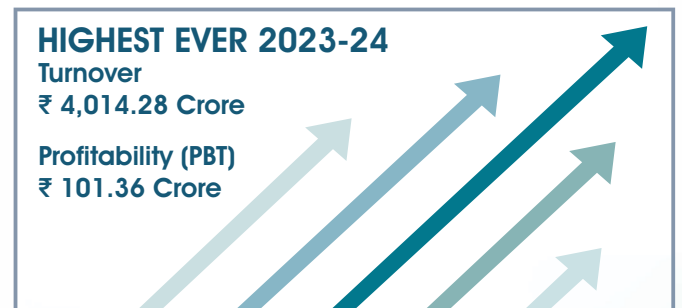 HIGHEST EVER 2023-24
Turnover
₹ 4,014.28 Crore
Profitability (PBT)
₹ 101.36 Crore